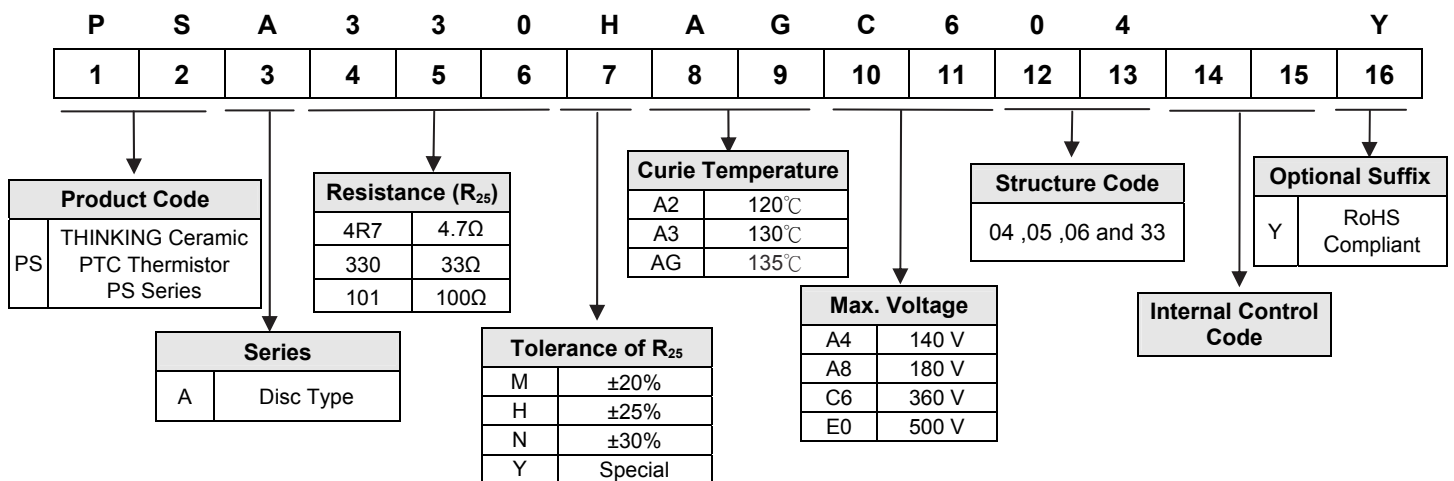 P S A 3 3 0 H A G C 6 0 4 Y
1 2 3 4 5 6 7 8 9 10 11 12 13 14 15 16
Product Code
PS THINKING Ceramic
PTC Thermistor
PS Series
Series
A Disc Type
Resistance (R25)
4R7 4.7Ω
330 33Ω
101 100Ω
Tolerance of R25
M ±20%
H ±25%
N ±30%
Y Special
Curie Temperature
A2 120℃
A3 130℃
AG 135℃
Max. Voltage
A4 140 V
A8 180 V
C6 360 V
E0 500 V
Structure Code
04 ,05 ,06 and 33
Internal Control
Code
Optional Suffix
Y RoHS
Compliant